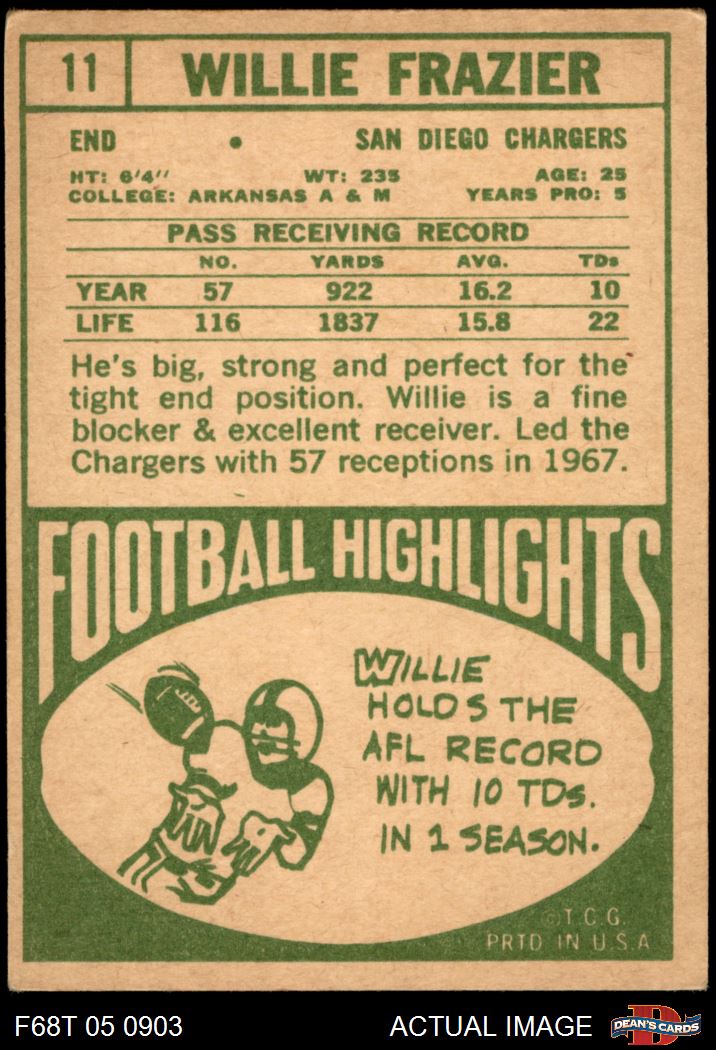 11 WILLIE FRAZIER
END • SAN DIEGO CHARGERS
HT: 6'4" WT: 235 AGE: 25
COLLEGE: ARKANSAS A & M YEARS PRO: 5
PASS RECEIVING RECORD
NO. YARDS AVG. TDs
YEAR 57 922 16.2 10
LIFE 116 1837 15.8 22
He's big, strong and perfect for the
tight end position. Willie is a fine
blocker & excellent receiver. Led the
Chargers with 57 receptions in 1967.
FOOTBALL HIGHLIGHTS
WILLIE
HOLDS THE
AFL RECORD
WITH 10 TDs.
IN 1 SEASON.
© T.C.G.
PRTD IN U.S.A
F68T 05 0903 ACTUAL IMAGE D DEAN'S CARDS